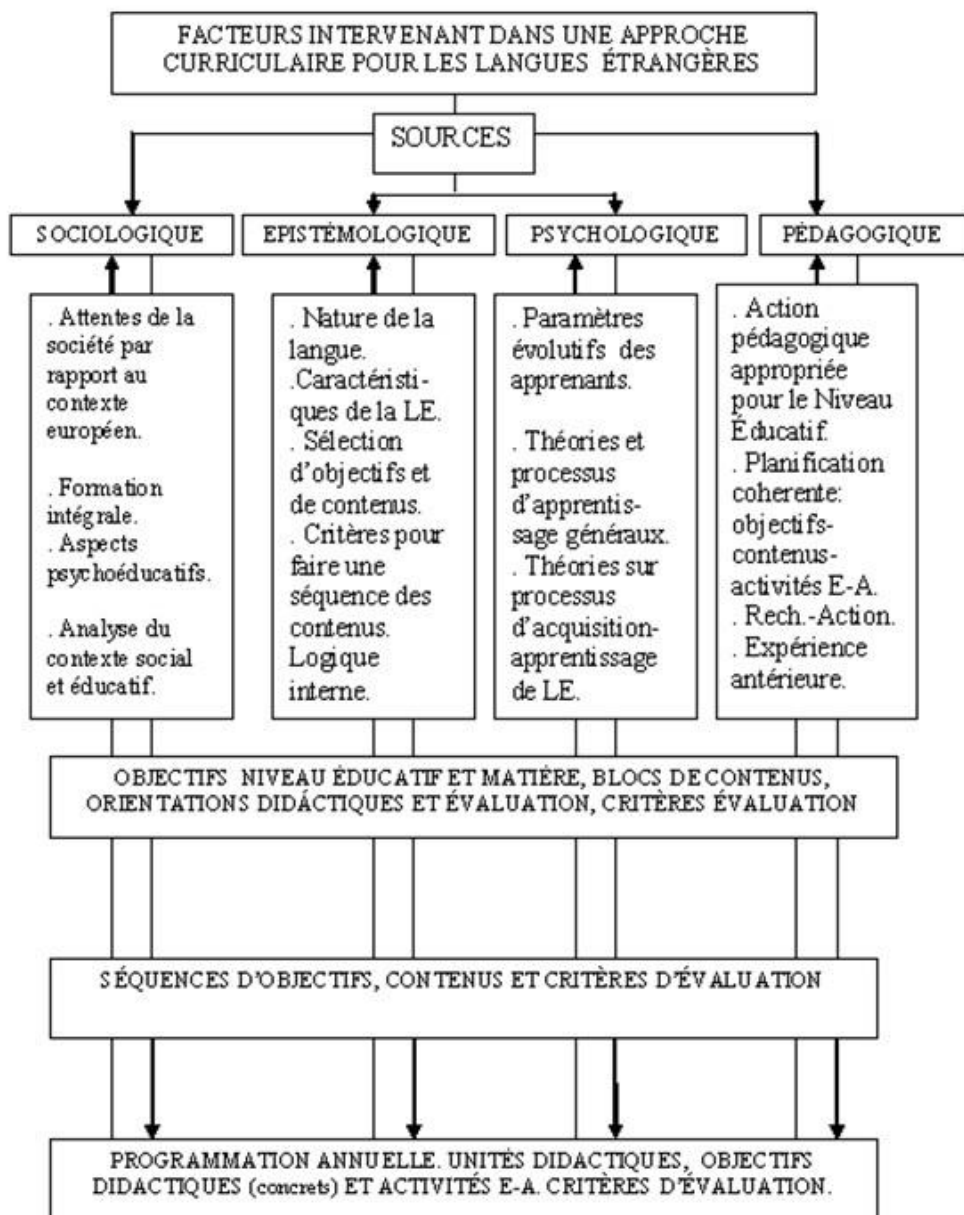 FACTEURS INTERVENANT DANS UNE APPROCHE
CURRICULAIRE POUR LES LANGUES ÉTRANGÈRES
SOURCES
SOCIOLOGIQUE
EPISTÉMOLOGIQUE
PSYCHOLOGIQUE
PÉDAGOGIQUE
. Attentes de la
société par
rapport au
contexte
européen.
. Formation
intégrale.
. Aspects
psychoéducatifs.
. Analyse du
contexte social
et éducatif.
. Nature de la
langue.
.Caractéristi-
ques de la LE.
. Sélection
d'objectifs et
de contenus.
. Critères pour
faire une
séquence des
contenus.
Logique
interne.
. Paramètres
évolutifs des
apprenants.
. Théories et
processus
d'apprentis-
sage généraux.
. Théories sur
processus
d'acquisition-
apprentissage
de LE.
. Action
pédagogique
appropriée
pour le Niveau
Éducatif.
. Planification
coherente:
objectifs-
contenus-
activités E-A.
. Rech.-Action.
. Expérience
antérieure.
OBJECTIFS NIVEAU ÉDUCATIF ET MATIÈRE, BLOCS DE CONTENUS,
ORIENTATIONS DIDÁCTIQUES ET ÉVALUATION, CRITÈRES ÉVALUATION
SÉQUENCES D'OBJECTIFS, CONTENUS ET CRITÈRES D'ÉVALUATION
PROGRAMMATION ANNUELLE. UNITÉS DIDACTIQUES, OBJECTIFS
DIDACTIQUES (concrets) ET ACTIVITÉS E-A. CRITÈRES D'ÉVALUATION.